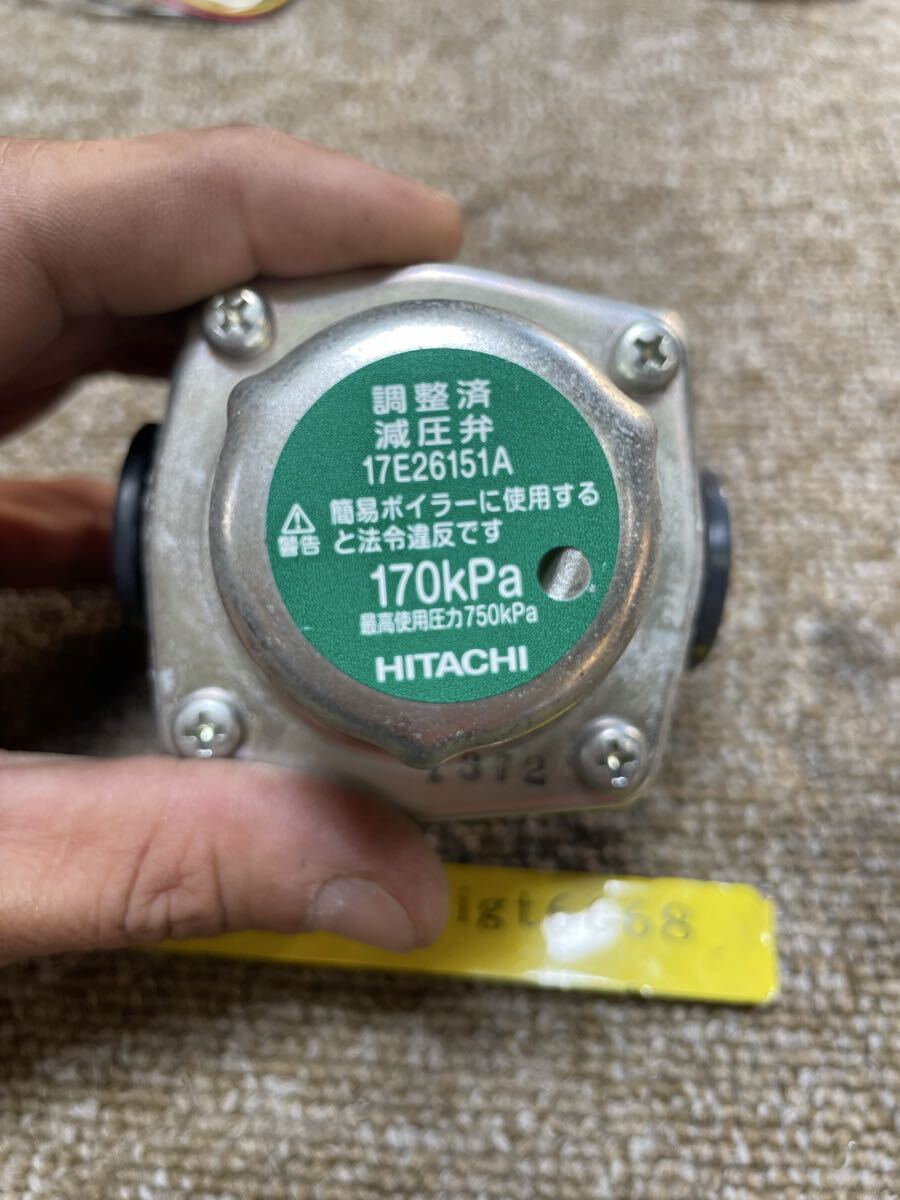 調整済
減圧弁
17E26151A
警告
簡易ボイラーに使用する
と法令違反です
170kPa
最高使用圧力750kPa
HITACHI
1372